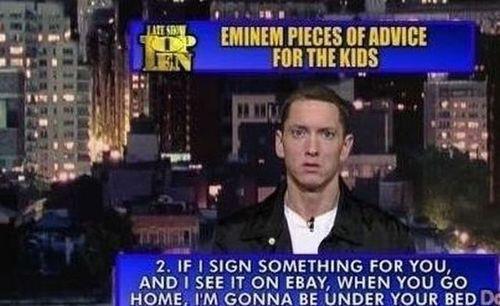 LATE SHOW
TOP
TEN
EMINEM PIECES OF ADVICE
FOR THE KIDS
2. IF I SIGN SOMETHING FOR YOU,
AND I SEE IT ON EBAY, WHEN YOU GO
HOME, I'M GONNA BE UNDER YOUR BED